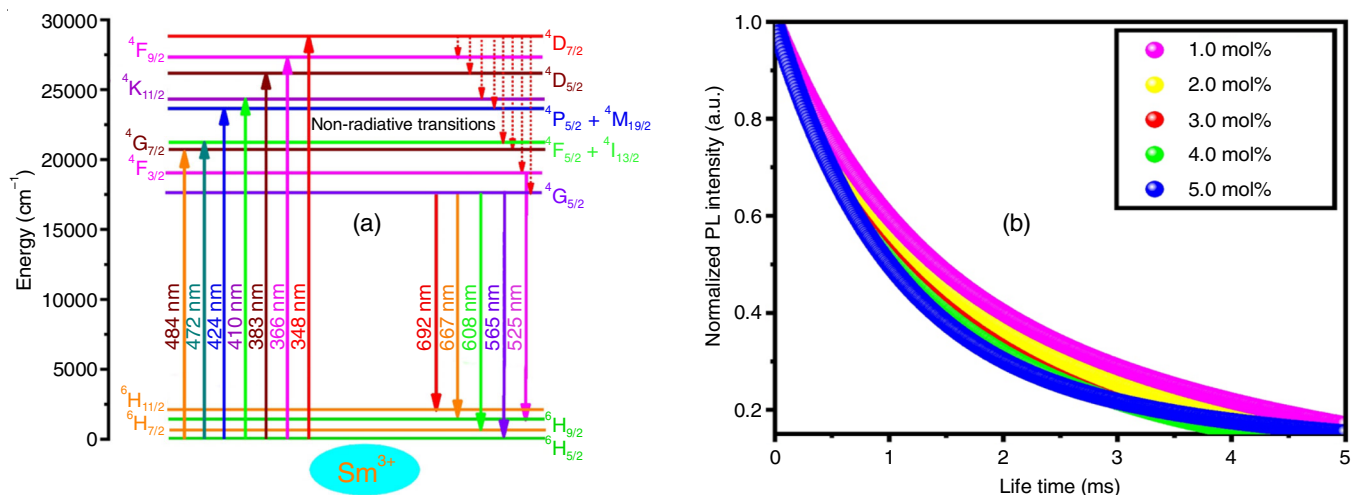 30000
25000
20000
15000
10000
5000
0
Energy (cm⁻¹)
⁴F₉/₂
⁴K₁₁/₂
⁴G₇/₂
⁴F₃/₂
⁶H₁₁/₂
⁶H₇/₂
⁴D₇/₂
⁴D₅/₂
⁴P₅/₂ + ⁴M₁₉/₂
⁴F₅/₂ + ⁴I₁₃/₂
⁴G₅/₂
⁶H₉/₂
⁶H₅/₂
Non-radiative transitions
(a)
484 nm
472 nm
424 nm
410 nm
383 nm
366 nm
348 nm
692 nm
667 nm
608 nm
565 nm
525 nm
Sm³⁺
1.0
0.8
0.6
0.4
0.2
Normalized PL intensity (a.u.)
1.0 mol%
2.0 mol%
3.0 mol%
4.0 mol%
5.0 mol%
(b)
0 1 2 3 4 5
Life time (ms)